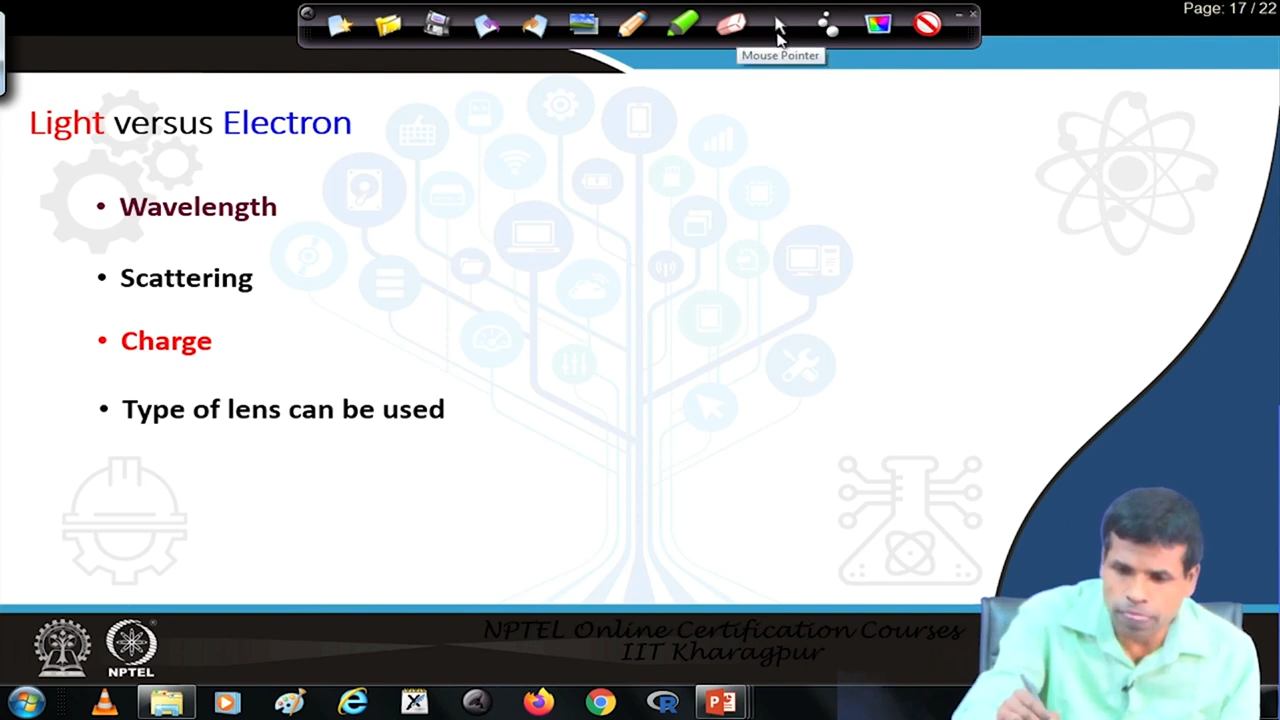 Page: 17 / 22
Mouse Pointer
Light versus Electron
• Wavelength
• Scattering
• Charge
• Type of lens can be used
NPTEL Online Certification Courses
IIT Kharagpur
NPTEL